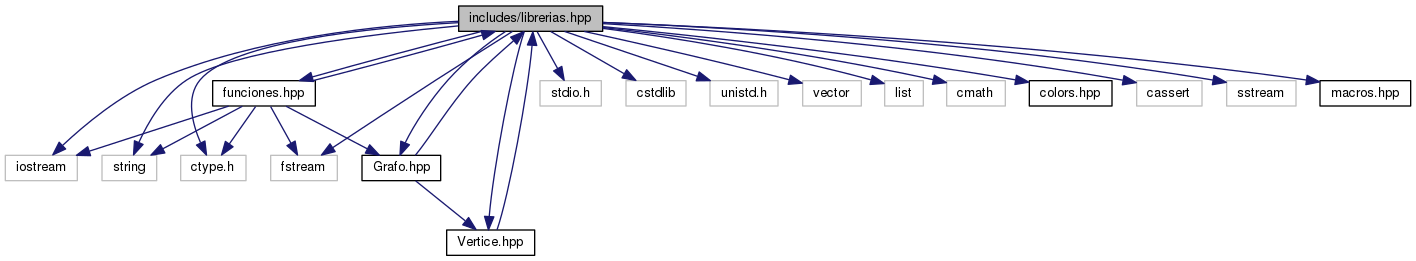 includes/librerias.hpp
funciones.hpp
stdio.h
cstdlib
unistd.h
vector
list
cmath
colors.hpp
cassert
sstream
macros.hpp
iostream
string
ctype.h
fstream
Grafo.hpp
Vertice.hpp